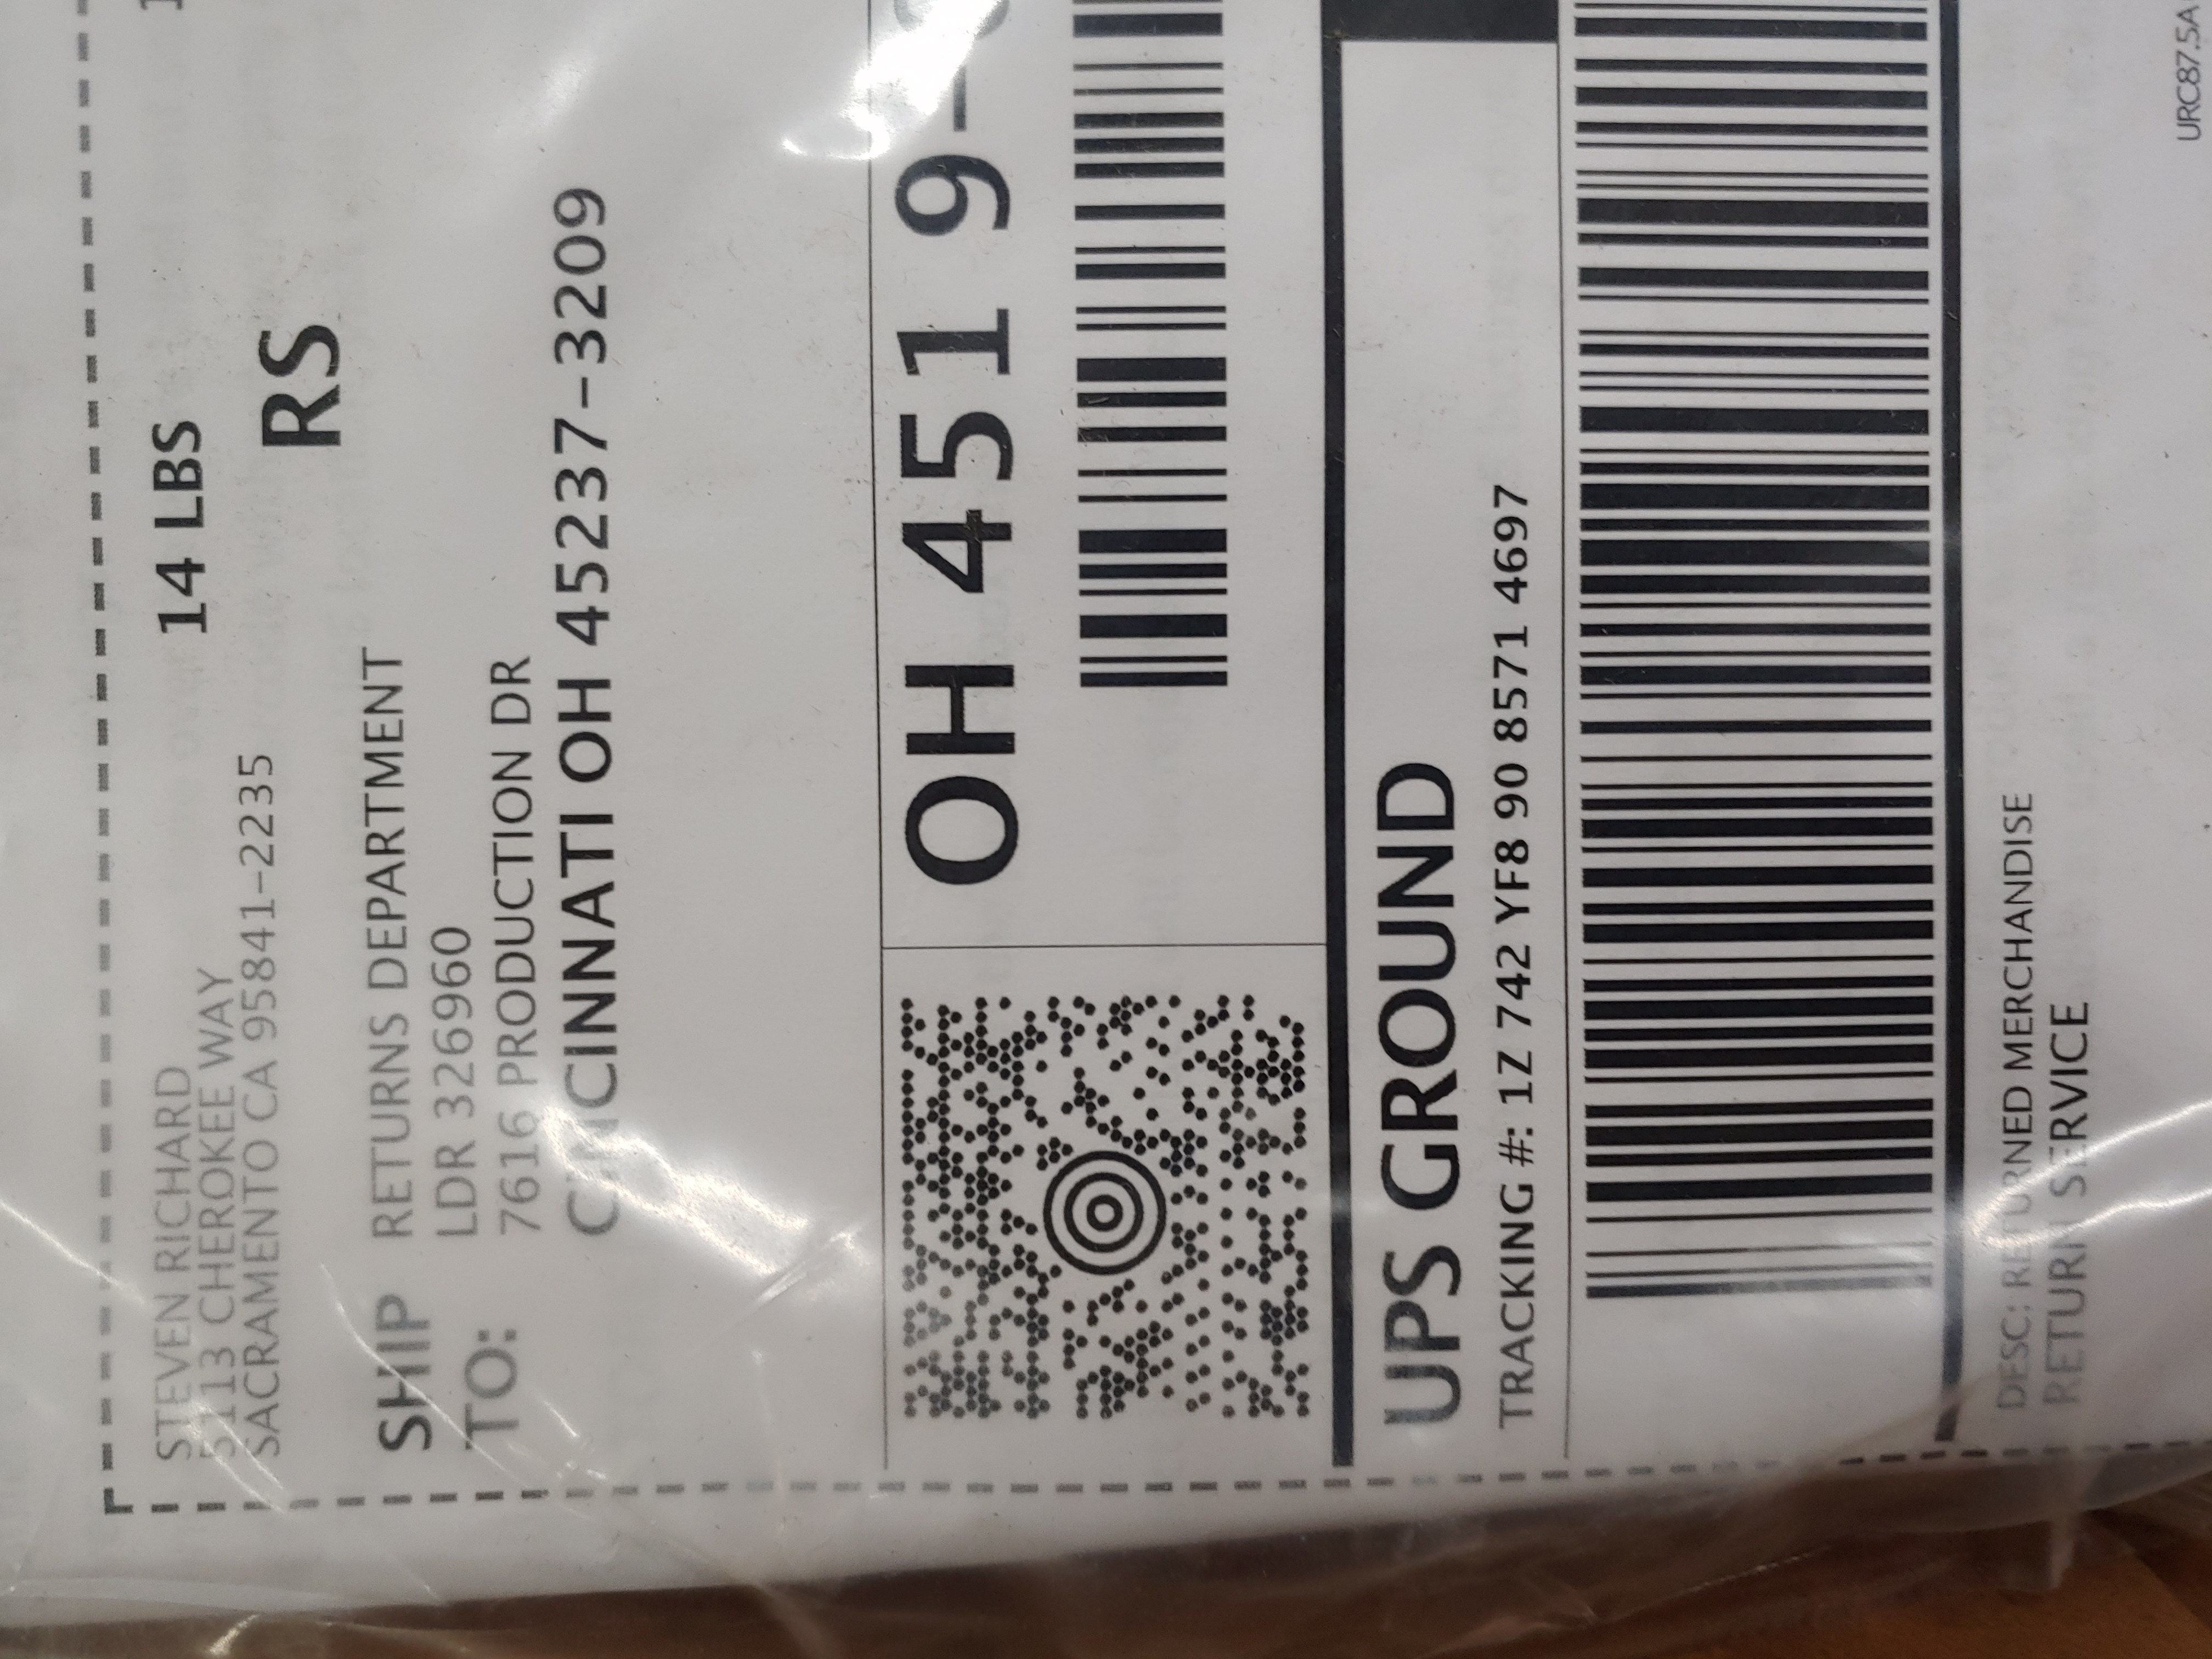 STEVEN RICHARD
5113 CHEROKEE WAY
SACRAMENTO CA 95841-2235
14 LBS
1
RS
SHIP
TO:
RETURNS DEPARTMENT
LDR 326960
7616 PRODUCTION DR
CINCINNATI OH 45237-3209
OH 451 9-
UPS GROUND
TRACKING #: 1Z 742 YF8 90 8571 4697
DESC: RETURNED MERCHANDISE
RETURN SERVICE
URC87.5A